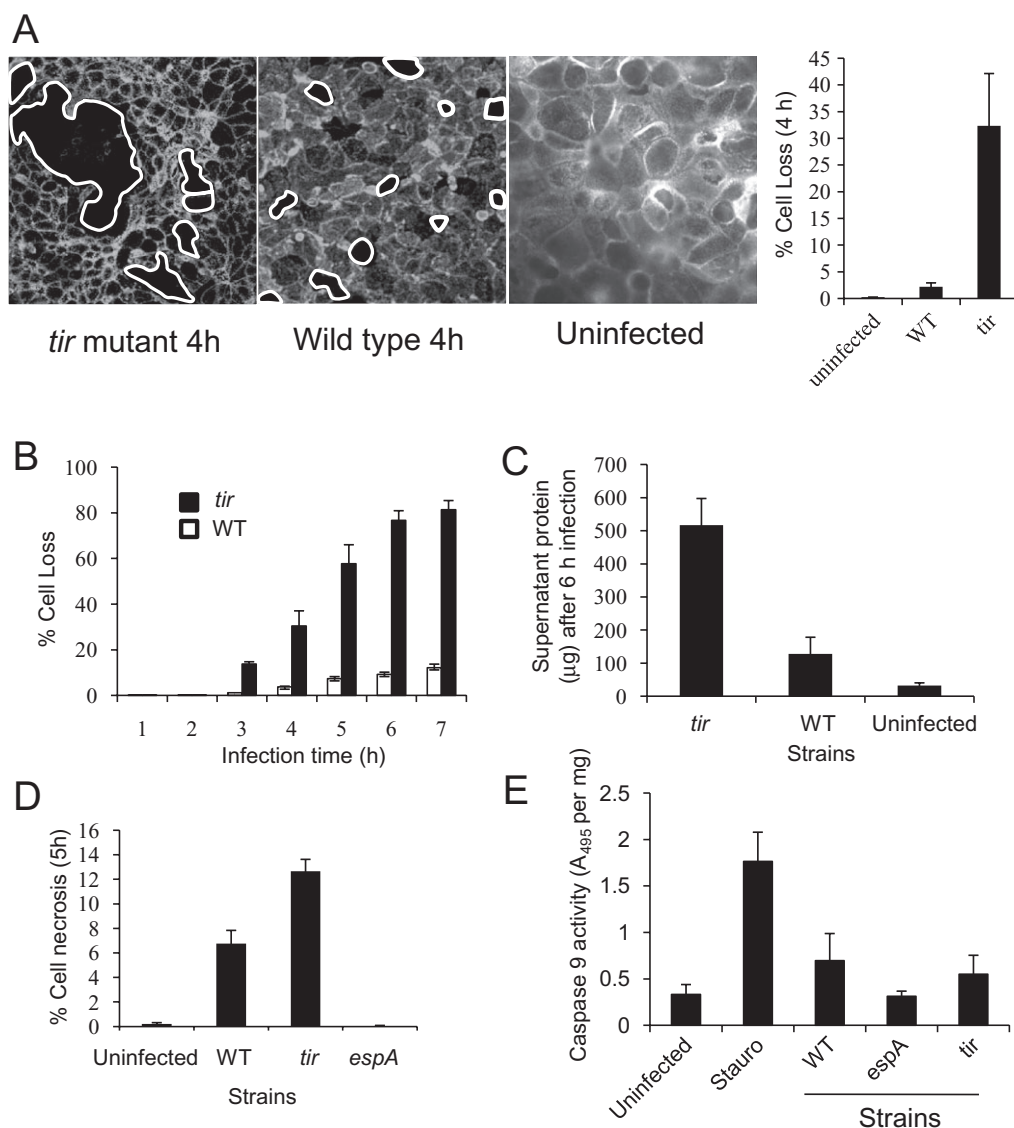 A
tir mutant 4h
Wild type 4h
Uninfected
% Cell Loss (4 h)
45
40
35
30
25
20
15
10
5
0
uninfected
WT
tir
B
% Cell Loss
100
80
60
40
20
0
tir
WT
1 2 3 4 5 6 7
Infection time (h)
C
Supernatant protein
(µg) after 6 h infection
700
600
500
400
300
200
100
0
tir WT Uninfected
Strains
D
% Cell necrosis (5h)
16
14
12
10
8
6
4
2
0
Uninfected WT tir espA
Strains
E
Caspase 9 activity (A495 per mg)
2.5
2
1.5
1
0.5
0
Uninfected
Stauro
WT
espA
tir
Strains